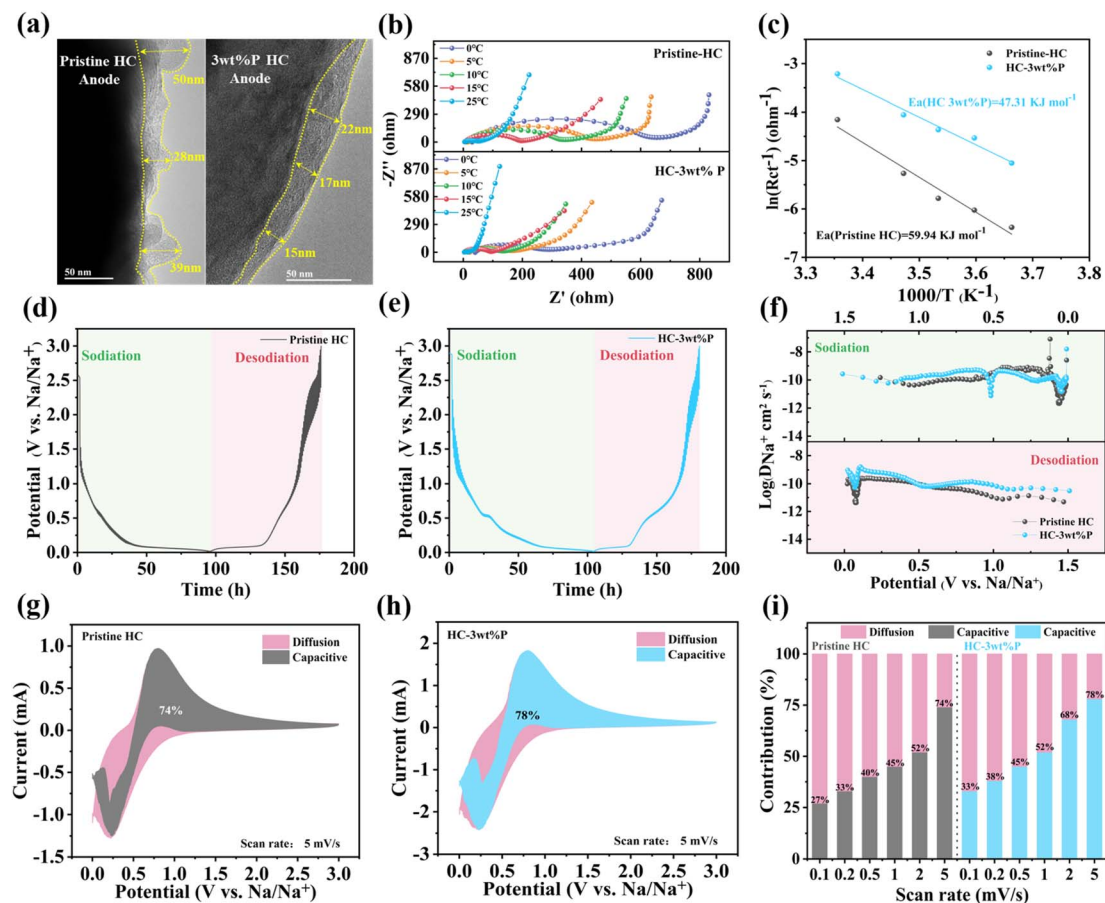 (a)
Pristine HC
Anode
3wt%P HC
Anode
50nm
28nm
39nm
22nm
17nm
15nm
50 nm
50 nm
(b)
Pristine-HC
0℃
5℃
10℃
15℃
25℃
870
580
290
0
HC-3wt% P
0℃
5℃
10℃
15℃
25℃
870
580
290
0
-Z'' (ohm)
0 200 400 600 800
Z' (ohm)
(c)
Pristine-HC
HC-3wt%P
Ea(HC 3wt%P)=47.31 KJ mol⁻¹
Ea(Pristine HC)=59.94 KJ mol⁻¹
ln(Rct⁻¹) (ohm⁻¹)
-3
-4
-5
-6
-7
3.3 3.4 3.5 3.6 3.7 3.8
1000/T (K⁻¹)
(d)
Pristine HC
Sodiation
Desodiation
Potential (V vs. Na/Na⁺)
3.0
2.5
2.0
1.5
1.0
0.5
0.0
0 50 100 150 200
Time (h)
(e)
HC-3wt%P
Sodiation
Desodiation
Potential (V vs. Na/Na⁺)
3.0
2.5
2.0
1.5
1.0
0.5
0.0
0 50 100 150 200
Time (h)
(f)
1.5 1.0 0.5 0.0
Sodiation
-8
-10
-12
-14
Desodiation
-8
-10
-12
-14
Pristine HC
HC-3wt%P
Log(DNa⁺ cm² s⁻¹)
0.0 0.5 1.0 1.5
Potential (V vs. Na/Na⁺)
(g)
Pristine HC
Diffusion
Capacitive
74%
Scan rate: 5 mV/s
Current (mA)
1.0
0.5
0.0
-0.5
-1.0
-1.5
0.0 0.5 1.0 1.5 2.0 2.5 3.0
Potential (V vs. Na/Na⁺)
(h)
HC-3wt%P
Diffusion
Capacitive
78%
Scan rate: 5 mV/s
Current (mA)
2
1
0
-1
-2
-3
0.0 0.5 1.0 1.5 2.0 2.5 3.0
Potential (V vs. Na/Na⁺)
(i)
Diffusion Capacitive Capacitive
Pristine HC HC-3wt%P
Contribution (%)
100
75
50
25
0
27% 33% 40% 45% 52% 74% 33% 38% 45% 52% 68% 78%
0.1 0.2 0.5 1 2 5 0.1 0.2 0.5 1 2 5
Scan rate (mV/s)